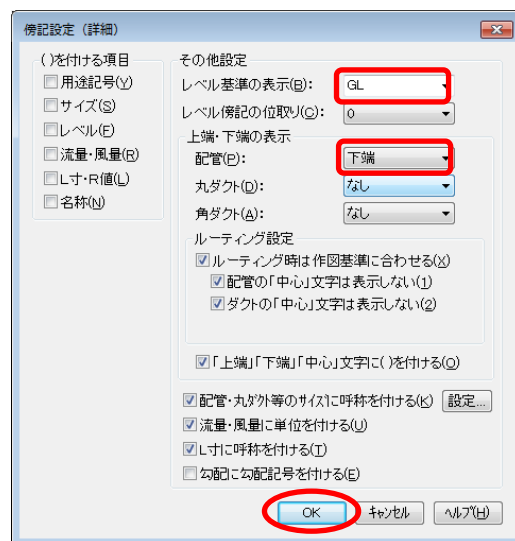 傍記設定（詳細）
( )を付ける項目
用途記号(Y)
サイズ(S)
レベル(F)
流量・風量(R)
L寸・R値(L)
名称(N)
その他設定
レベル基準の表示(B):
GL
レベル傍記の位取り(C):
0
上端・下端の表示
配管(P):
下端
丸ダクト(D):
なし
角ダクト(A):
なし
ルーティング設定
ルーティング時は作図基準に合わせる(X)
配管の「中心」文字は表示しない(1)
ダクトの「中心」文字は表示しない(2)
「上端」「下端」「中心」文字に( )を付ける(O)
配管・丸ダクト等のサイズに呼称を付ける(K)
設定...
流量・風量に単位を付ける(U)
L寸に呼称を付ける(T)
勾配に勾配記号を付ける(E)
OK
キャンセル
ヘルプ(H)